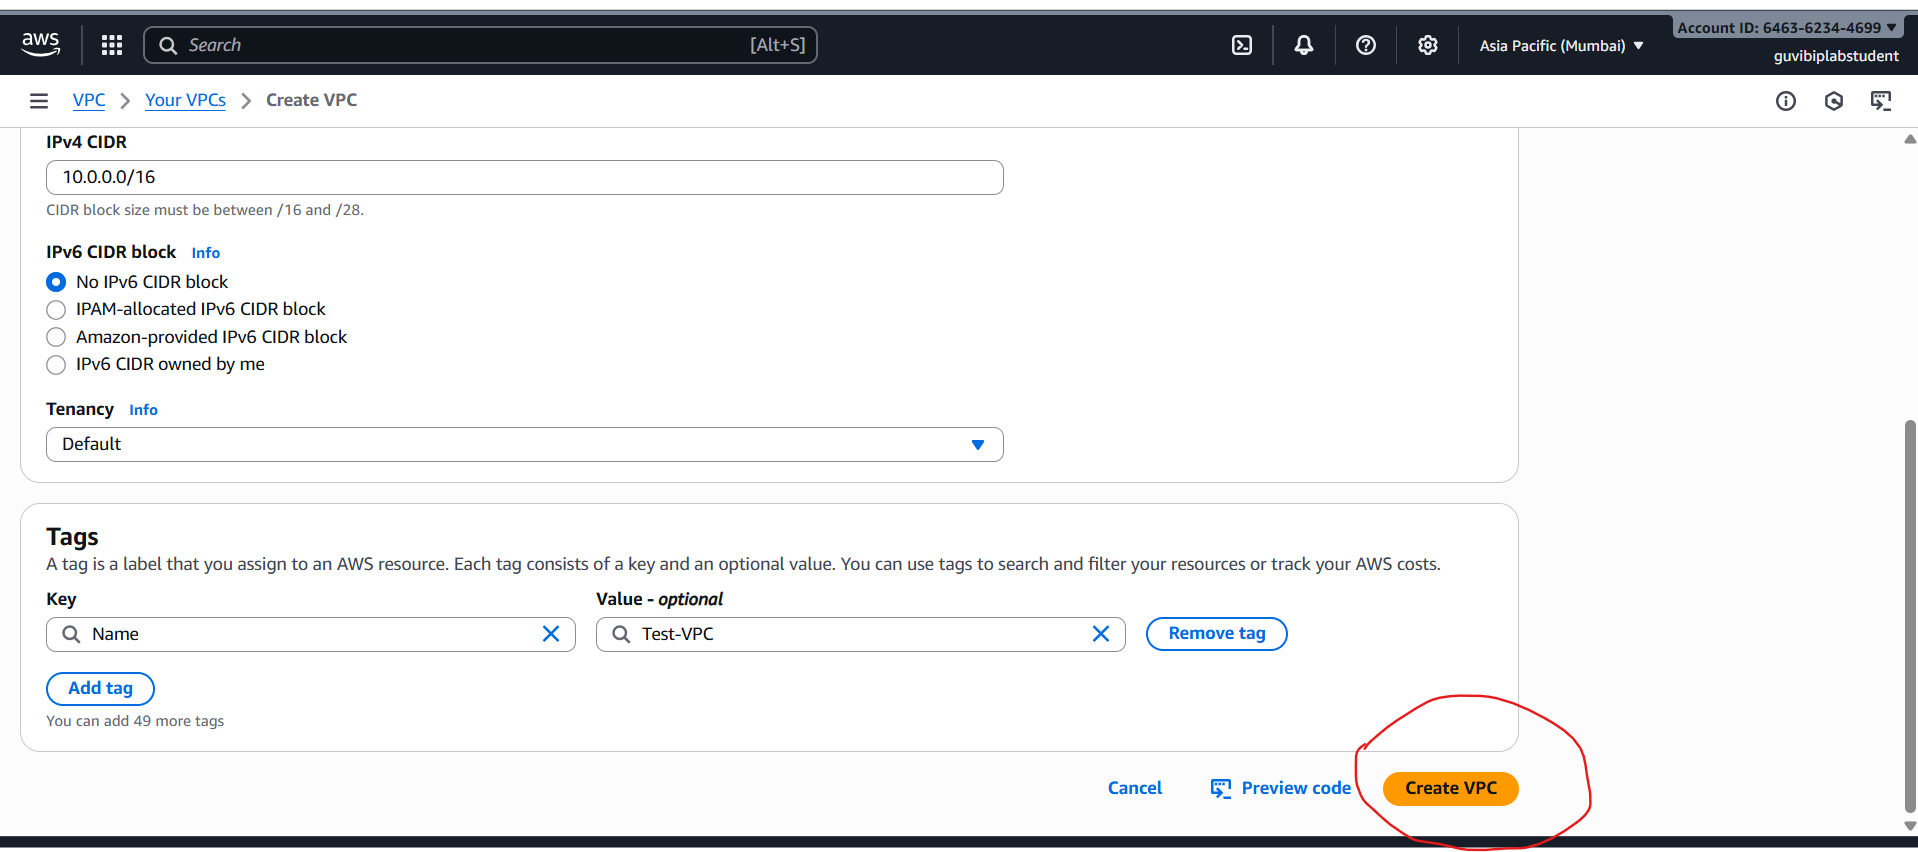 aws
Search [Alt+S]
Asia Pacific (Mumbai)
Account ID: 6463-6234-4699
guvibiplabstudent
VPC > Your VPCs > Create VPC
IPv4 CIDR
10.0.0.0/16
CIDR block size must be between /16 and /28.
IPv6 CIDR block Info
No IPv6 CIDR block
IPAM-allocated IPv6 CIDR block
Amazon-provided IPv6 CIDR block
IPv6 CIDR owned by me
Tenancy Info
Default
Tags
A tag is a label that you assign to an AWS resource. Each tag consists of a key and an optional value. You can use tags to search and filter your resources or track your AWS costs.
Key Value - optional
Name Test-VPC Remove tag
Add tag
You can add 49 more tags
Cancel Preview code Create VPC